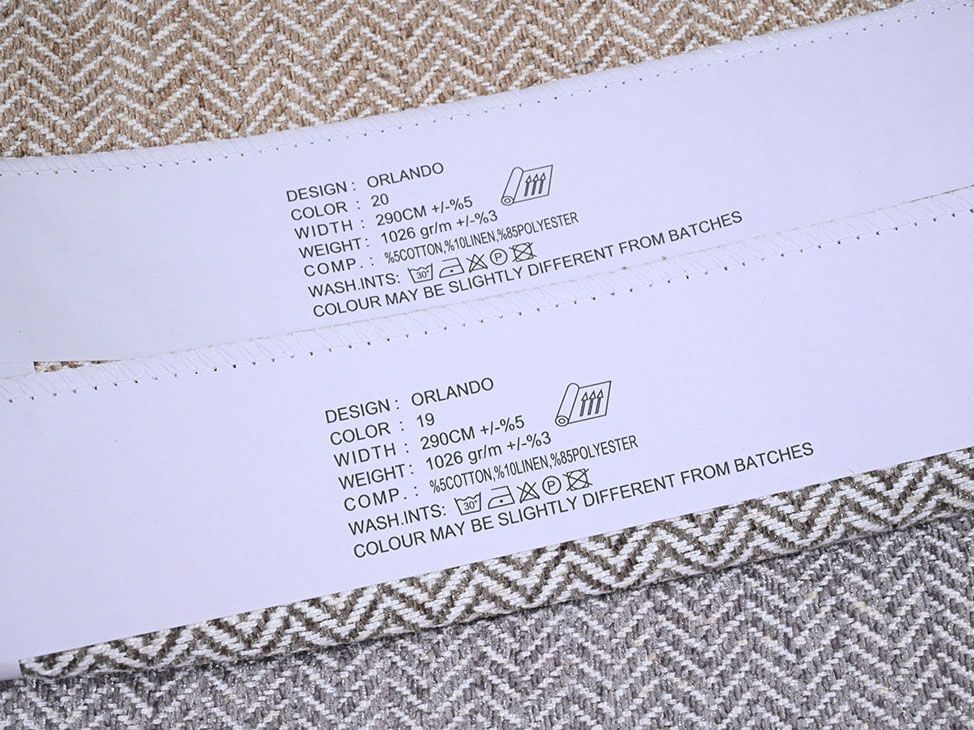 DESIGN : ORLANDO
COLOR : 20
WIDTH : 290CM +/-%5
WEIGHT : 1026 gr/m +/-%3
COMP. : %5COTTON,%10LINEN,%85POLYESTER
WASH.INTS: 30° P
COLOUR MAY BE SLIGHTLY DIFFERENT FROM BATCHES
DESIGN : ORLANDO
COLOR : 19
WIDTH : 290CM +/-%5
WEIGHT: 1026 gr/m +/-%3
COMP. : %5COTTON,%10LINEN,%85POLYESTER
WASH.INTS: 30° P
COLOUR MAY BE SLIGHTLY DIFFERENT FROM BATCHES